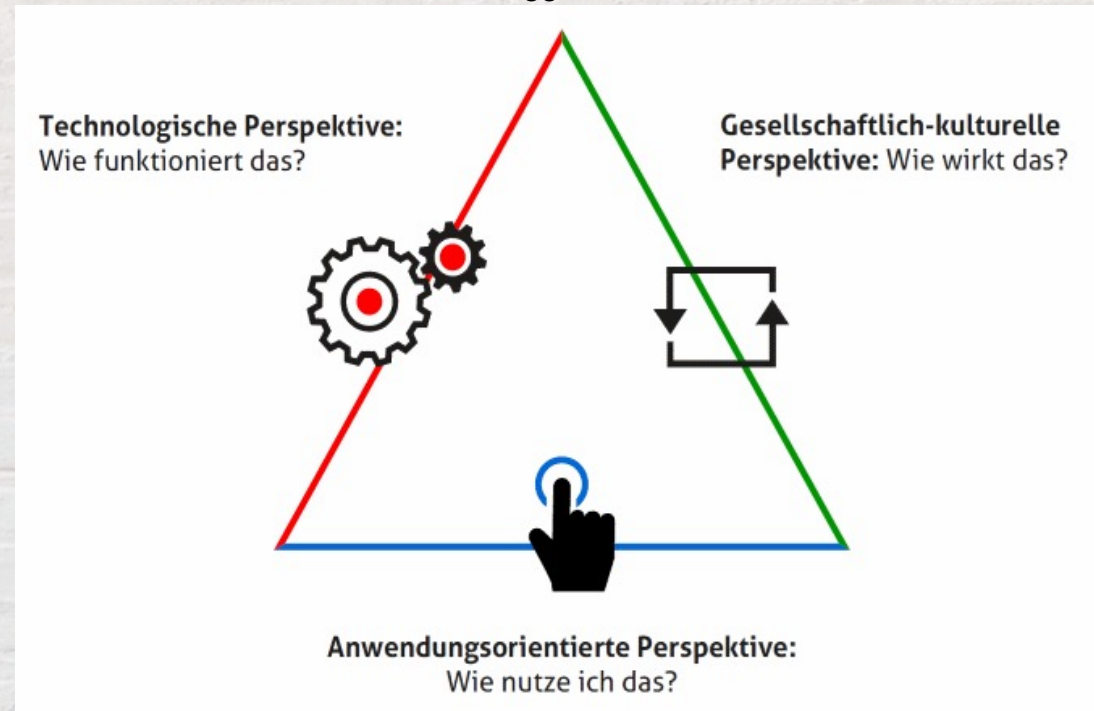 Technologische Perspektive:
Wie funktioniert das?
Gesellschaftlich-kulturelle
Perspektive: Wie wirkt das?
Anwendungsorientierte Perspektive:
Wie nutze ich das?